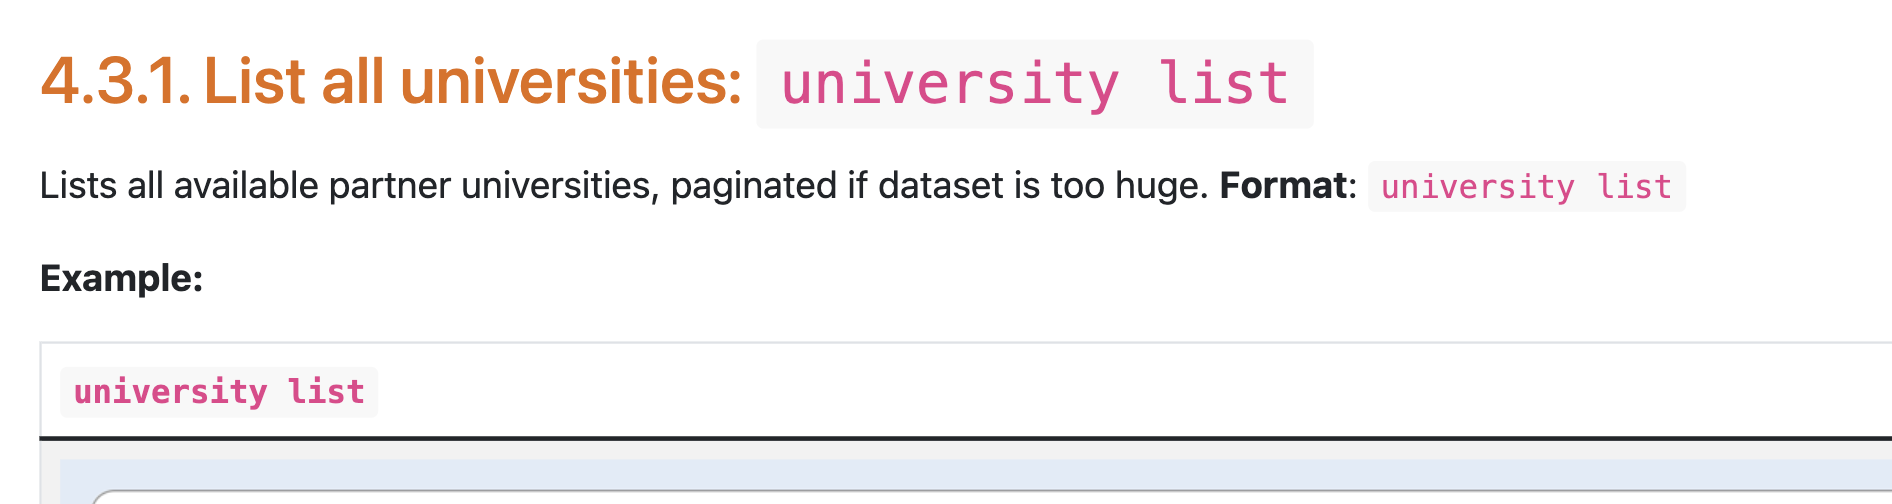 4.3.1. List all universities: university list
Lists all available partner universities, paginated if dataset is too huge. Format: university list
Example:
university list